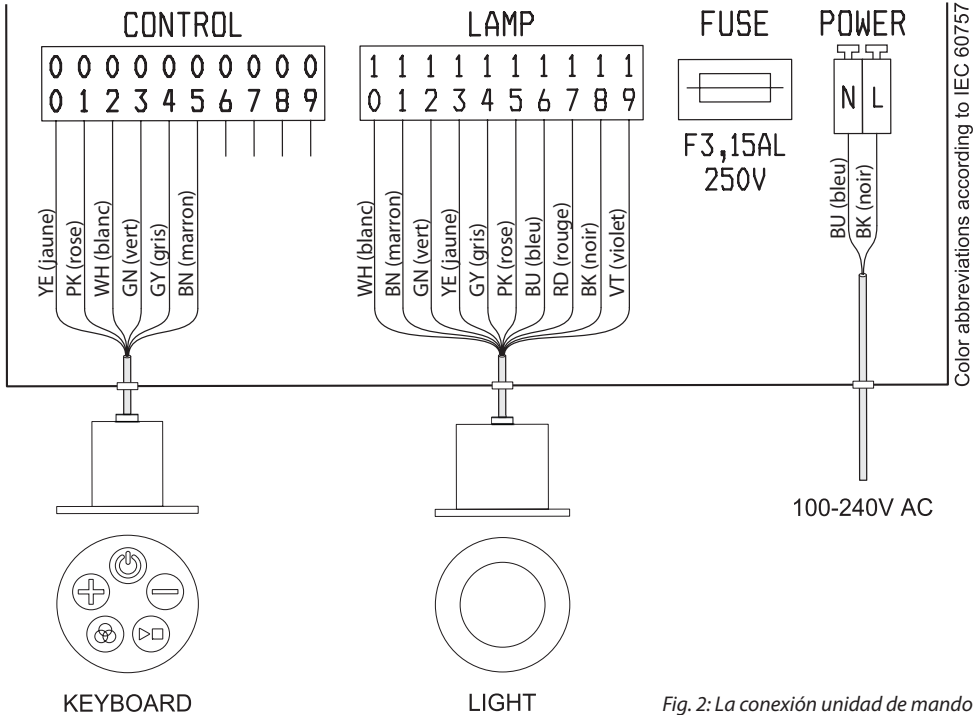 CONTROL
0 0 0 0 0 0 0 0 0 0
0 1 2 3 4 5 6 7 8 9
YE (jaune)
PK (rose)
WH (blanc)
GN (vert)
GY (gris)
BN (marron)
KEYBOARD
LAMP
1 1 1 1 1 1 1 1 1 1
0 1 2 3 4 5 6 7 8 9
WH (blanc)
BN (marron)
GN (vert)
YE (jaune)
GY (gris)
PK (rose)
BU (bleu)
RD (rouge)
BK (noir)
VT (violet)
LIGHT
FUSE
F3,15AL
250V
POWER
N L
BU (bleu)
BK (noir)
100-240V AC
Color abbreviations according to IEC 60757
Fig. 2: La conexión unidad de mando